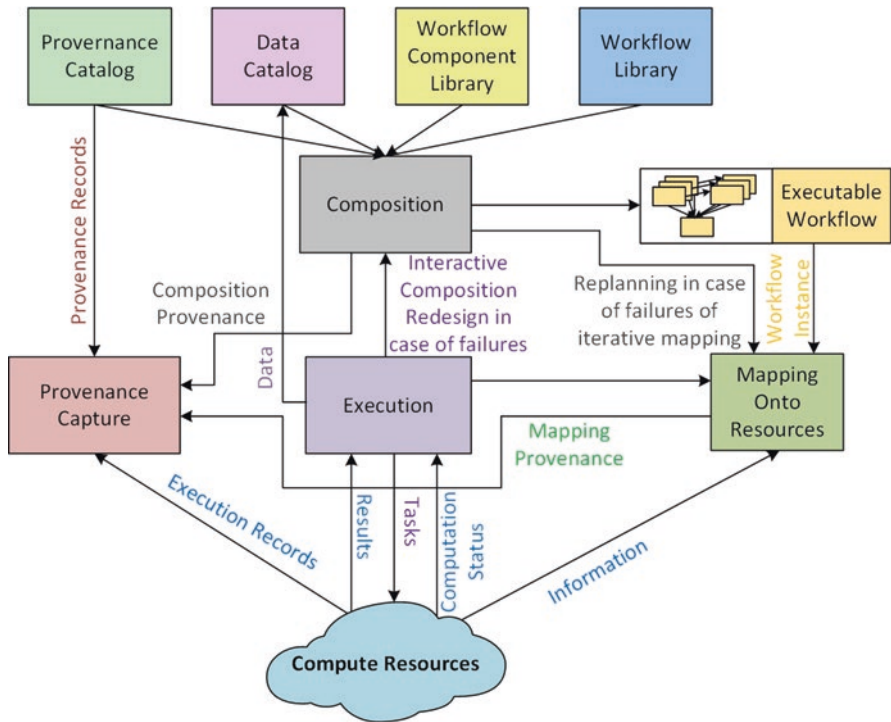 Provernance
Catalog
Data
Catalog
Workflow
Component
Library
Workflow
Library
Provenance Records
Composition
Executable
Workflow
Composition
Provenance
Interactive
Composition
Redesign in
case of failures
Replanning in case
of failures of
iterative mapping
Workflow
Instance
Data
Provenance
Capture
Execution
Mapping
Onto
Resources
Mapping
Provenance
Execution Records
Results
Tasks
Computation
Status
Information
Compute Resources